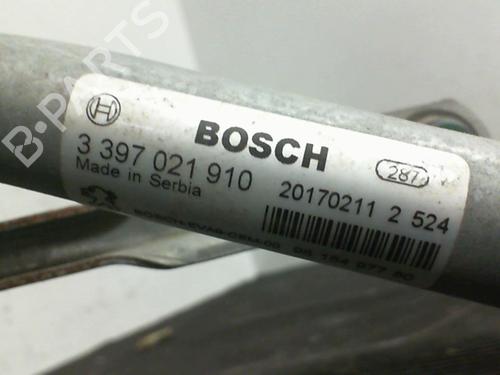 B-PARTS
BOSCH
287
3 397 021 910
Made in Serbia
20170211 2 524